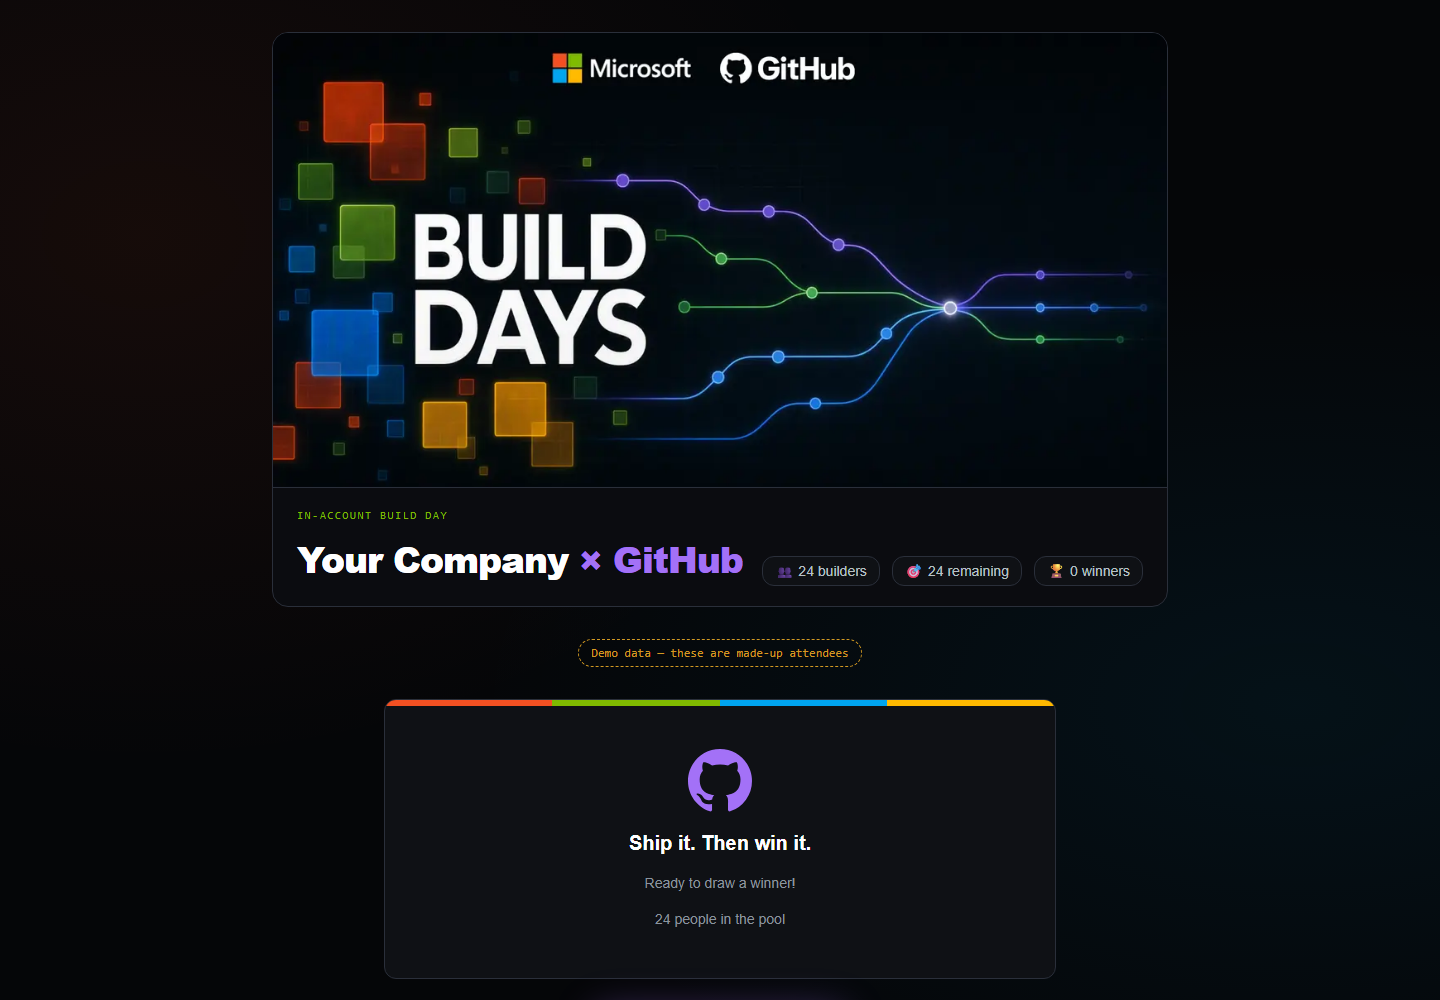 Microsoft GitHub
BUILD
DAYS
IN-ACCOUNT BUILD DAY
Your Company × GitHub
24 builders
24 remaining
0 winners
Demo data — these are made-up attendees
Ship it. Then win it.
Ready to draw a winner!
24 people in the pool